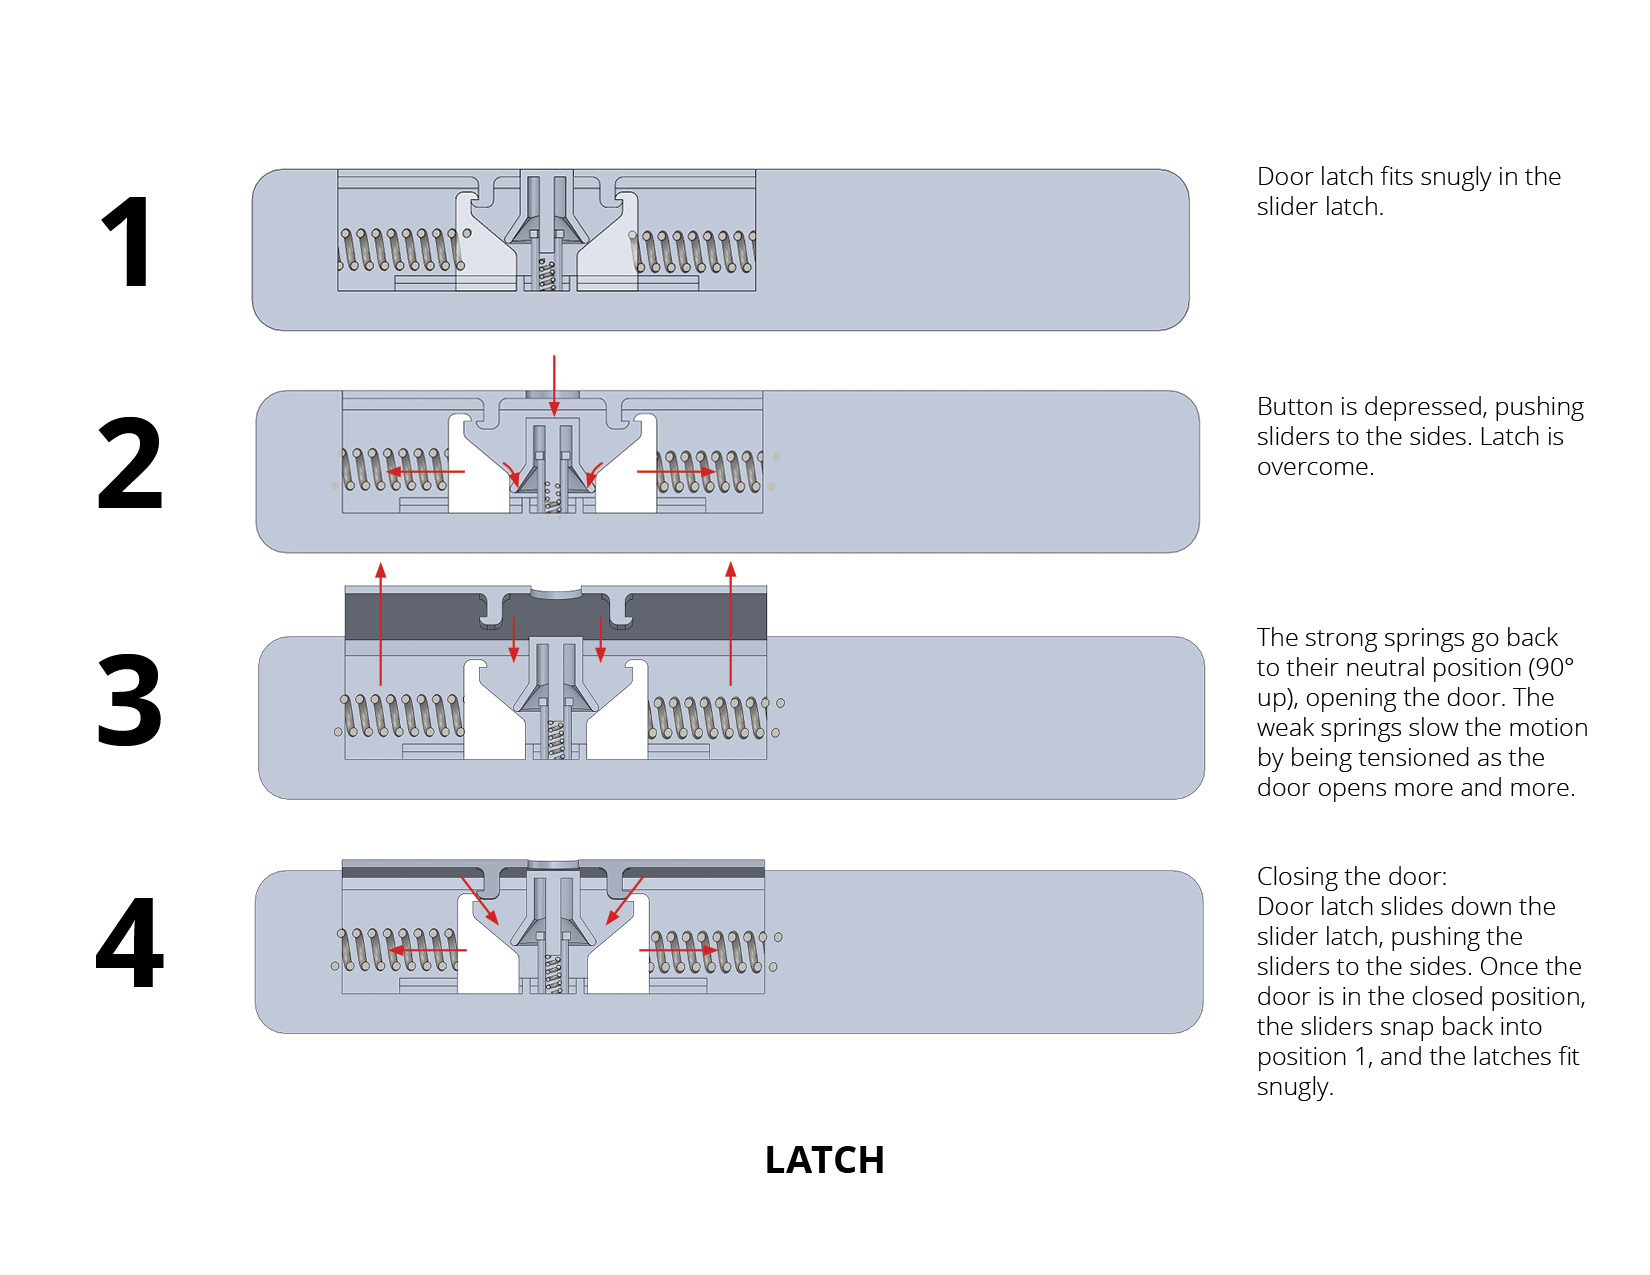 1
Door latch fits snugly in the
slider latch.
2
Button is depressed, pushing
sliders to the sides. Latch is
overcome.
3
The strong springs go back
to their neutral position (90°
up), opening the door. The
weak springs slow the motion
by being tensioned as the
door opens more and more.
4
Closing the door:
Door latch slides down the
slider latch, pushing the
sliders to the sides. Once the
door is in the closed position,
the sliders snap back into
position 1, and the latches fit
snugly.
LATCH